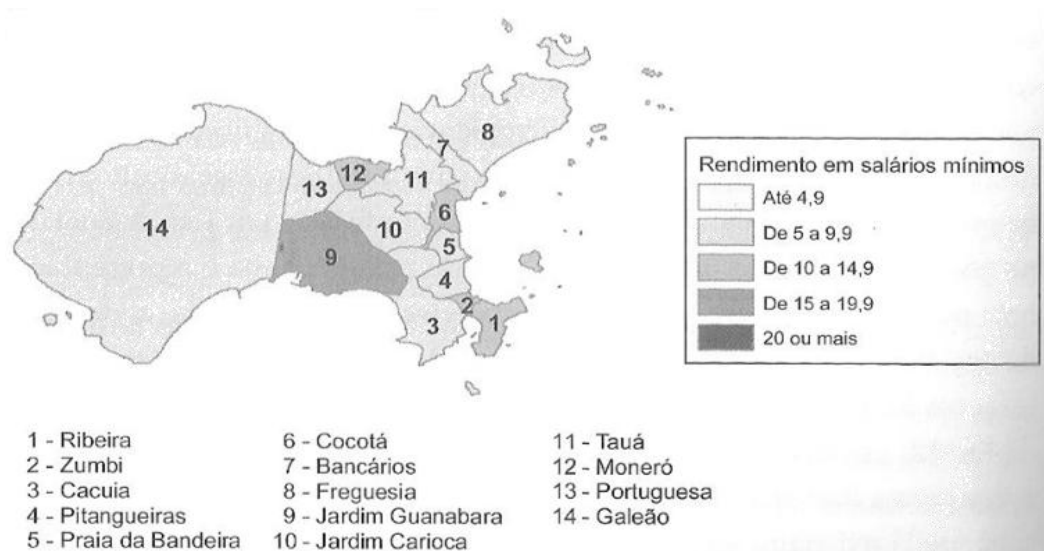 8
7
12
11
13
14
6
10
9
5
4
2
3
1
Rendimento em salários mínimos
Até 4,9
De 5 a 9,9
De 10 a 14,9
De 15 a 19,9
20 ou mais
1 - Ribeira
2 - Zumbi
3 - Cacuia
4 - Pitangueiras
5 - Praia da Bandeira
6 - Cocotá
7 - Bancários
8 - Freguesia
9 - Jardim Guanabara
10 - Jardim Carioca
11 - Tauá
12 - Moneró
13 - Portuguesa
14 - Galeão